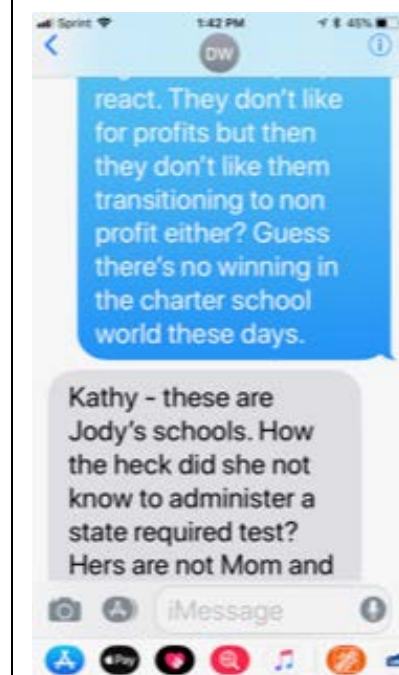 Sprint 1:42 PM 45%
DW
react. They don't like
for profits but then
they don't like them
transitioning to non
profit either? Guess
there's no winning in
the charter school
world these days.
Kathy - these are
Jody's schools. How
the heck did she not
know to administer a
state required test?
Hers are not Mom and
iMessage
Pay